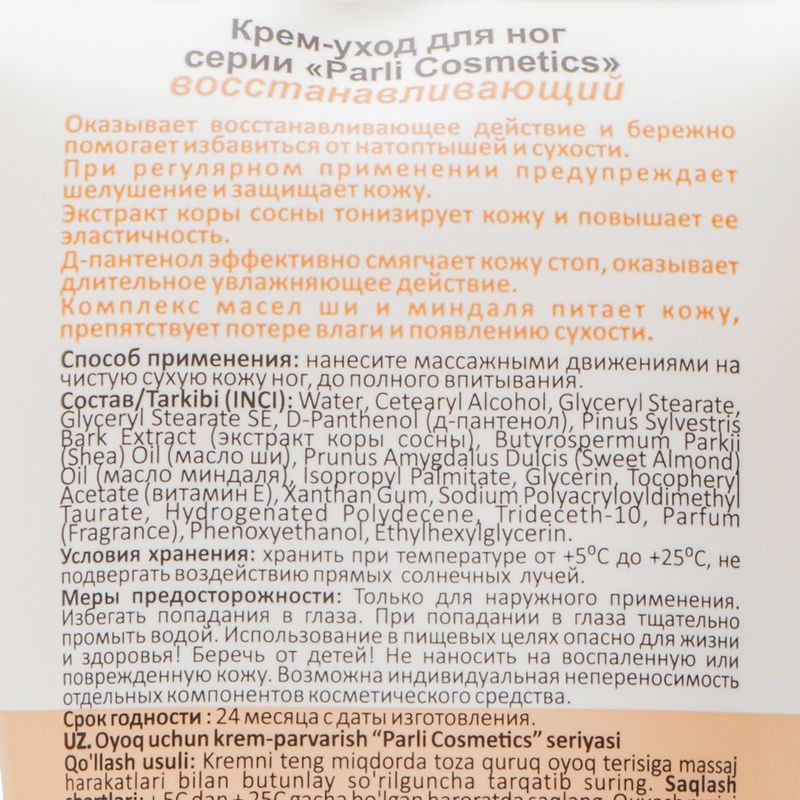 Крем-уход для ног
серии «Parli Cosmetics»
восстанавливающий
Оказывает восстанавливающее действие и бережно
помогает избавиться от натоптышей и сухости.
При регулярном применении предупреждает
шелушение и защищает кожу.
Экстракт коры сосны тонизирует кожу и повышает ее
эластичность.
Д-пантенол эффективно смягчает кожу стоп, оказывает
длительное увлажняющее действие.
Комплекс масел ши и миндаля питает кожу,
препятствует потере влаги и появлению сухости.
Способ применения: нанесите массажными движениями на
чистую сухую кожу ног, до полного впитывания.
Состав/Tarkibi (INCI): Water, Cetearyl Alcohol, Glyceryl Stearate,
Glyceryl Stearate SE, D-Panthenol (д-пантенол), Pinus Sylvestris
Bark Extract (экстракт коры сосны), Butyrospermum Parkii
(Shea) Oil (масло ши), Prunus Amygdalus Dulcis (Sweet Almond)
Oil (масло миндаля), Isopropyl Palmitate, Glycerin, Tocopheryl
Acetate (витамин Е), Xanthan Gum, Sodium Polyacryloyldimethyl
Taurate, Hydrogenated Polydecene, Trideceth-10, Parfum
(Fragrance), Phenoxyethanol, Ethylhexylglycerin.
Условия хранения: хранить при температуре от +5⁰С до +25⁰С, не
подвергать воздействию прямых солнечных лучей.
Меры предосторожности: Только для наружного применения.
Избегать попадания в глаза. При попадании в глаза тщательно
промыть водой. Использование в пищевых целях опасно для жизни
и здоровья! Беречь от детей! Не наносить на воспаленную или
поврежденную кожу. Возможна индивидуальная непереносимость
отдельных компонентов косметического средства.
Срок годности : 24 месяца с даты изготовления.
UZ. Oyoq uchun krem-parvarish “Parli Cosmetics” seriyasi
Qo'llash usuli: Kremni teng miqdorda toza quruq oyoq terisiga massaj
harakatlari bilan butunlay so'rilguncha tarqatib suring. Saqlash